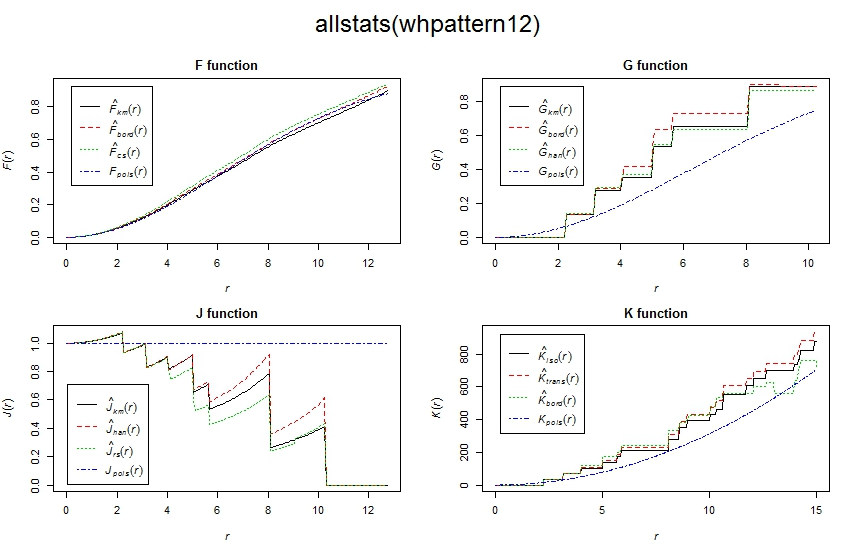 allstats(whpattern12)
F function
F(r)
0.0 0.2 0.4 0.6 0.8
F̂km(r)
F̂bord(r)
F̂cs(r)
Fpois(r)
0 2 4 6 8 10 12
r
G function
G(r)
0.0 0.2 0.4 0.6 0.8
Ĝkm(r)
Ĝbord(r)
Ĝhan(r)
Gpois(r)
0 2 4 6 8 10
r
J function
J(r)
0.0 0.2 0.4 0.6 0.8 1.0
Ĵkm(r)
Ĵhan(r)
Ĵrs(r)
Jpois(r)
0 2 4 6 8 10 12
r
K function
K(r)
0 200 400 600 800
K̂iso(r)
K̂trans(r)
K̂bord(r)
Kpois(r)
0 5 10 15
r